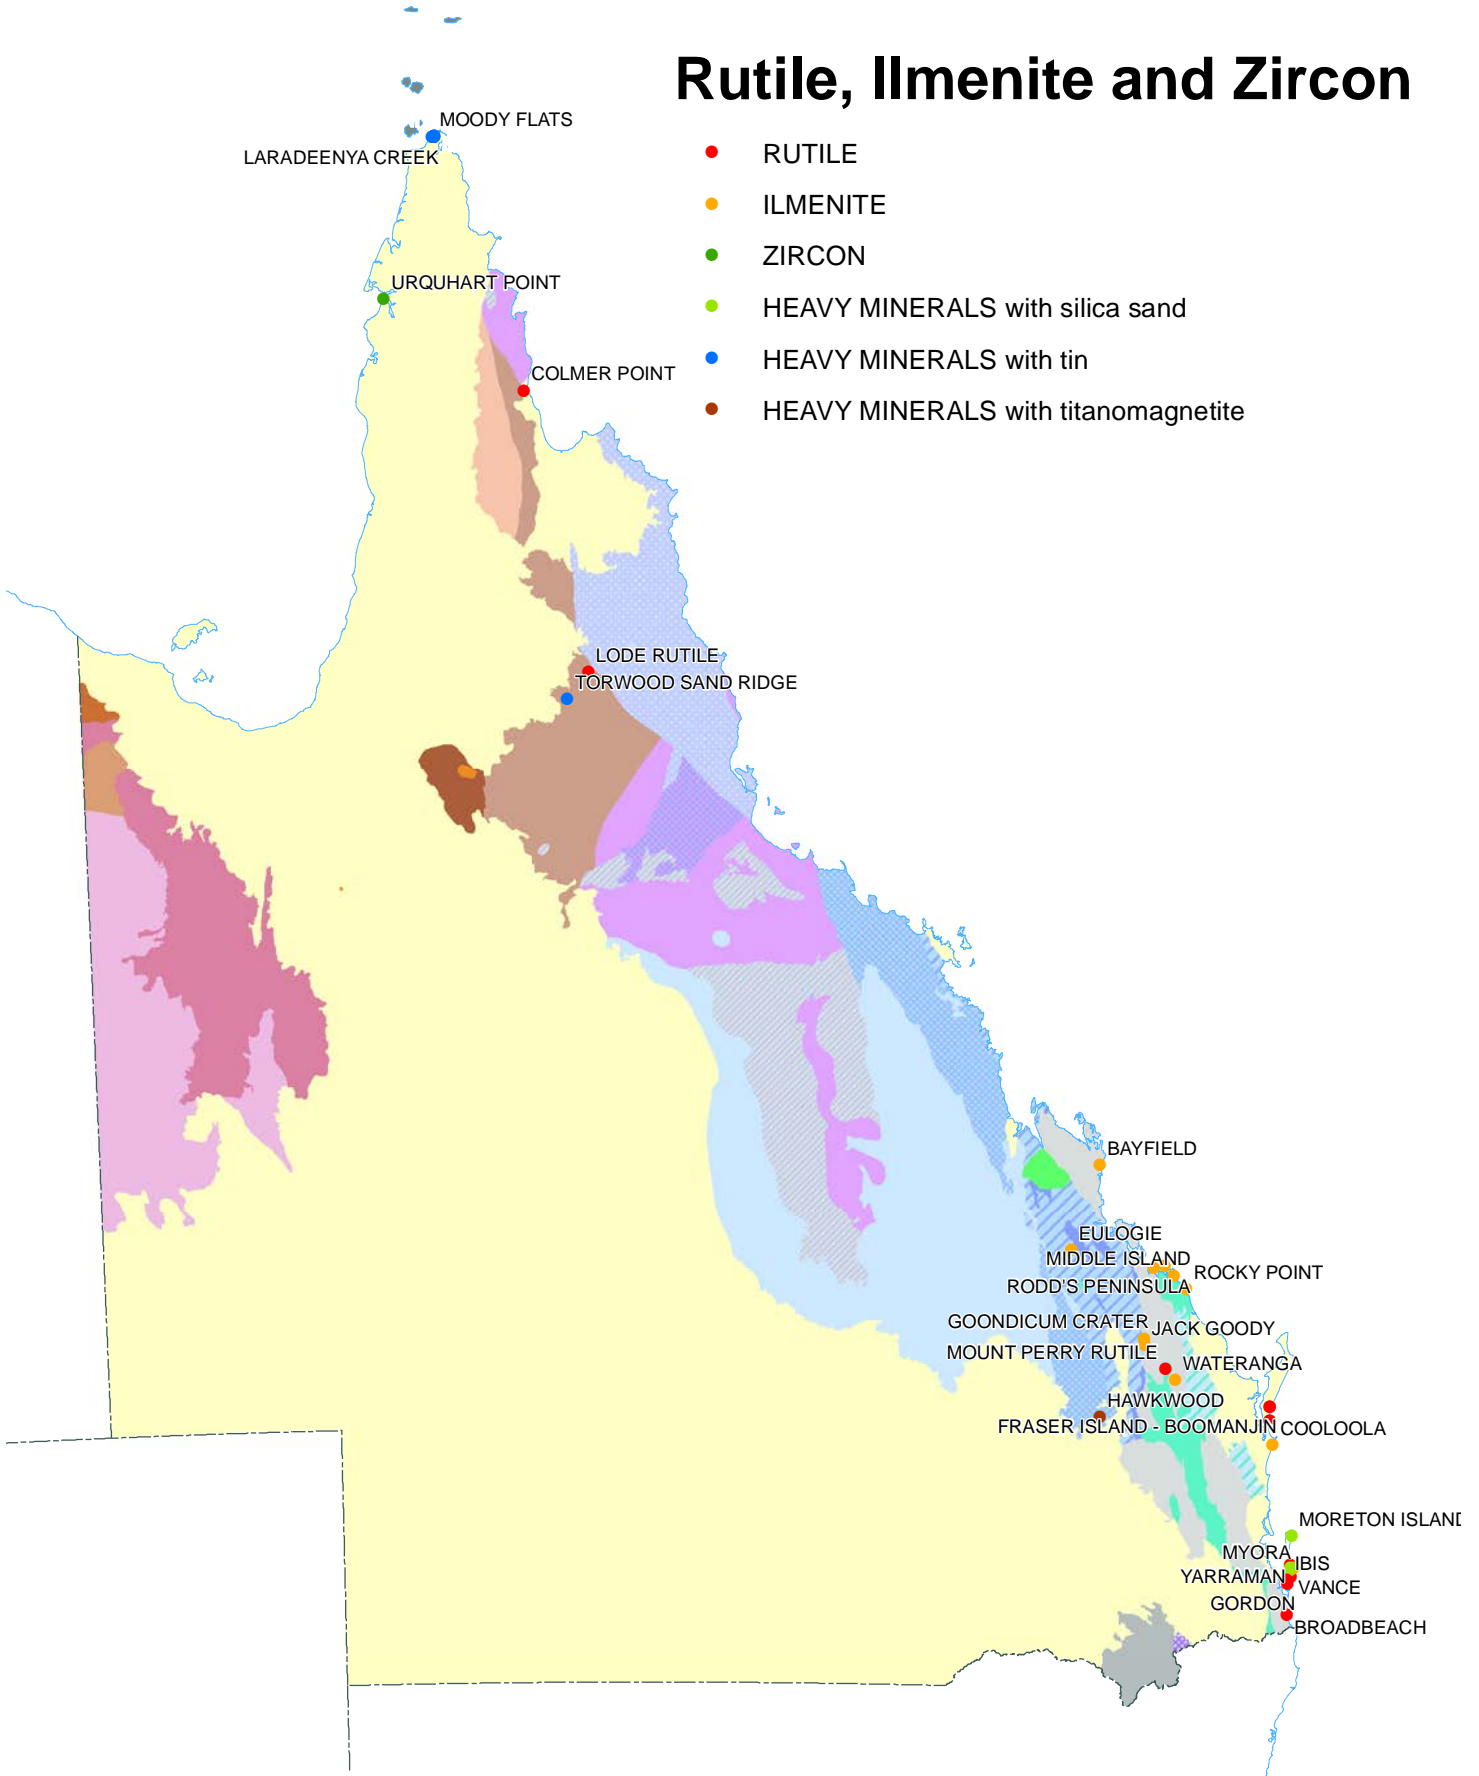 Rutile, Ilmenite and Zircon
RUTILE
ILMENITE
ZIRCON
HEAVY MINERALS with silica sand
HEAVY MINERALS with tin
HEAVY MINERALS with titanomagnetite
MOODY FLATS
LARADEENYA CREEK
URQUHART POINT
COLMER POINT
LODE RUTILE
TORWOOD SAND RIDGE
BAYFIELD
EULOGIE
MIDDLE ISLAND
ROCKY POINT
RODD'S PENINSULA
GOONDICUM CRATER
JACK GOODY
MOUNT PERRY RUTILE
WATERANGA
HAWKWOOD
FRASER ISLAND - BOOMANJIN
COOLOOLA
MORETON ISLAND
MYORA
IBIS
YARRAMAN
VANCE
GORDON
BROADBEACH